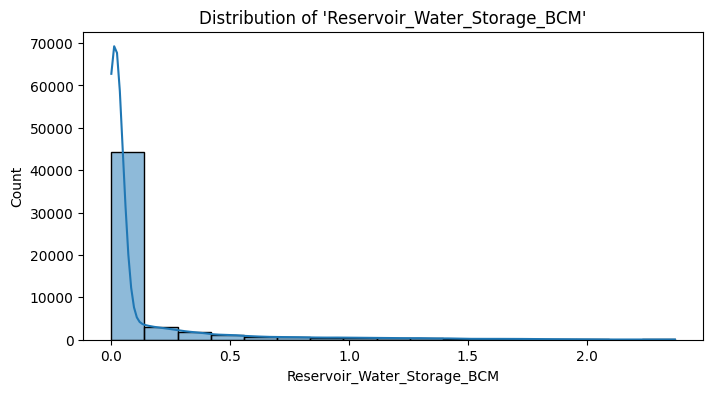 Distribution of 'Reservoir_Water_Storage_BCM'
70000
60000
50000
40000
30000
20000
10000
0
Count
0.0 0.5 1.0 1.5 2.0
Reservoir_Water_Storage_BCM